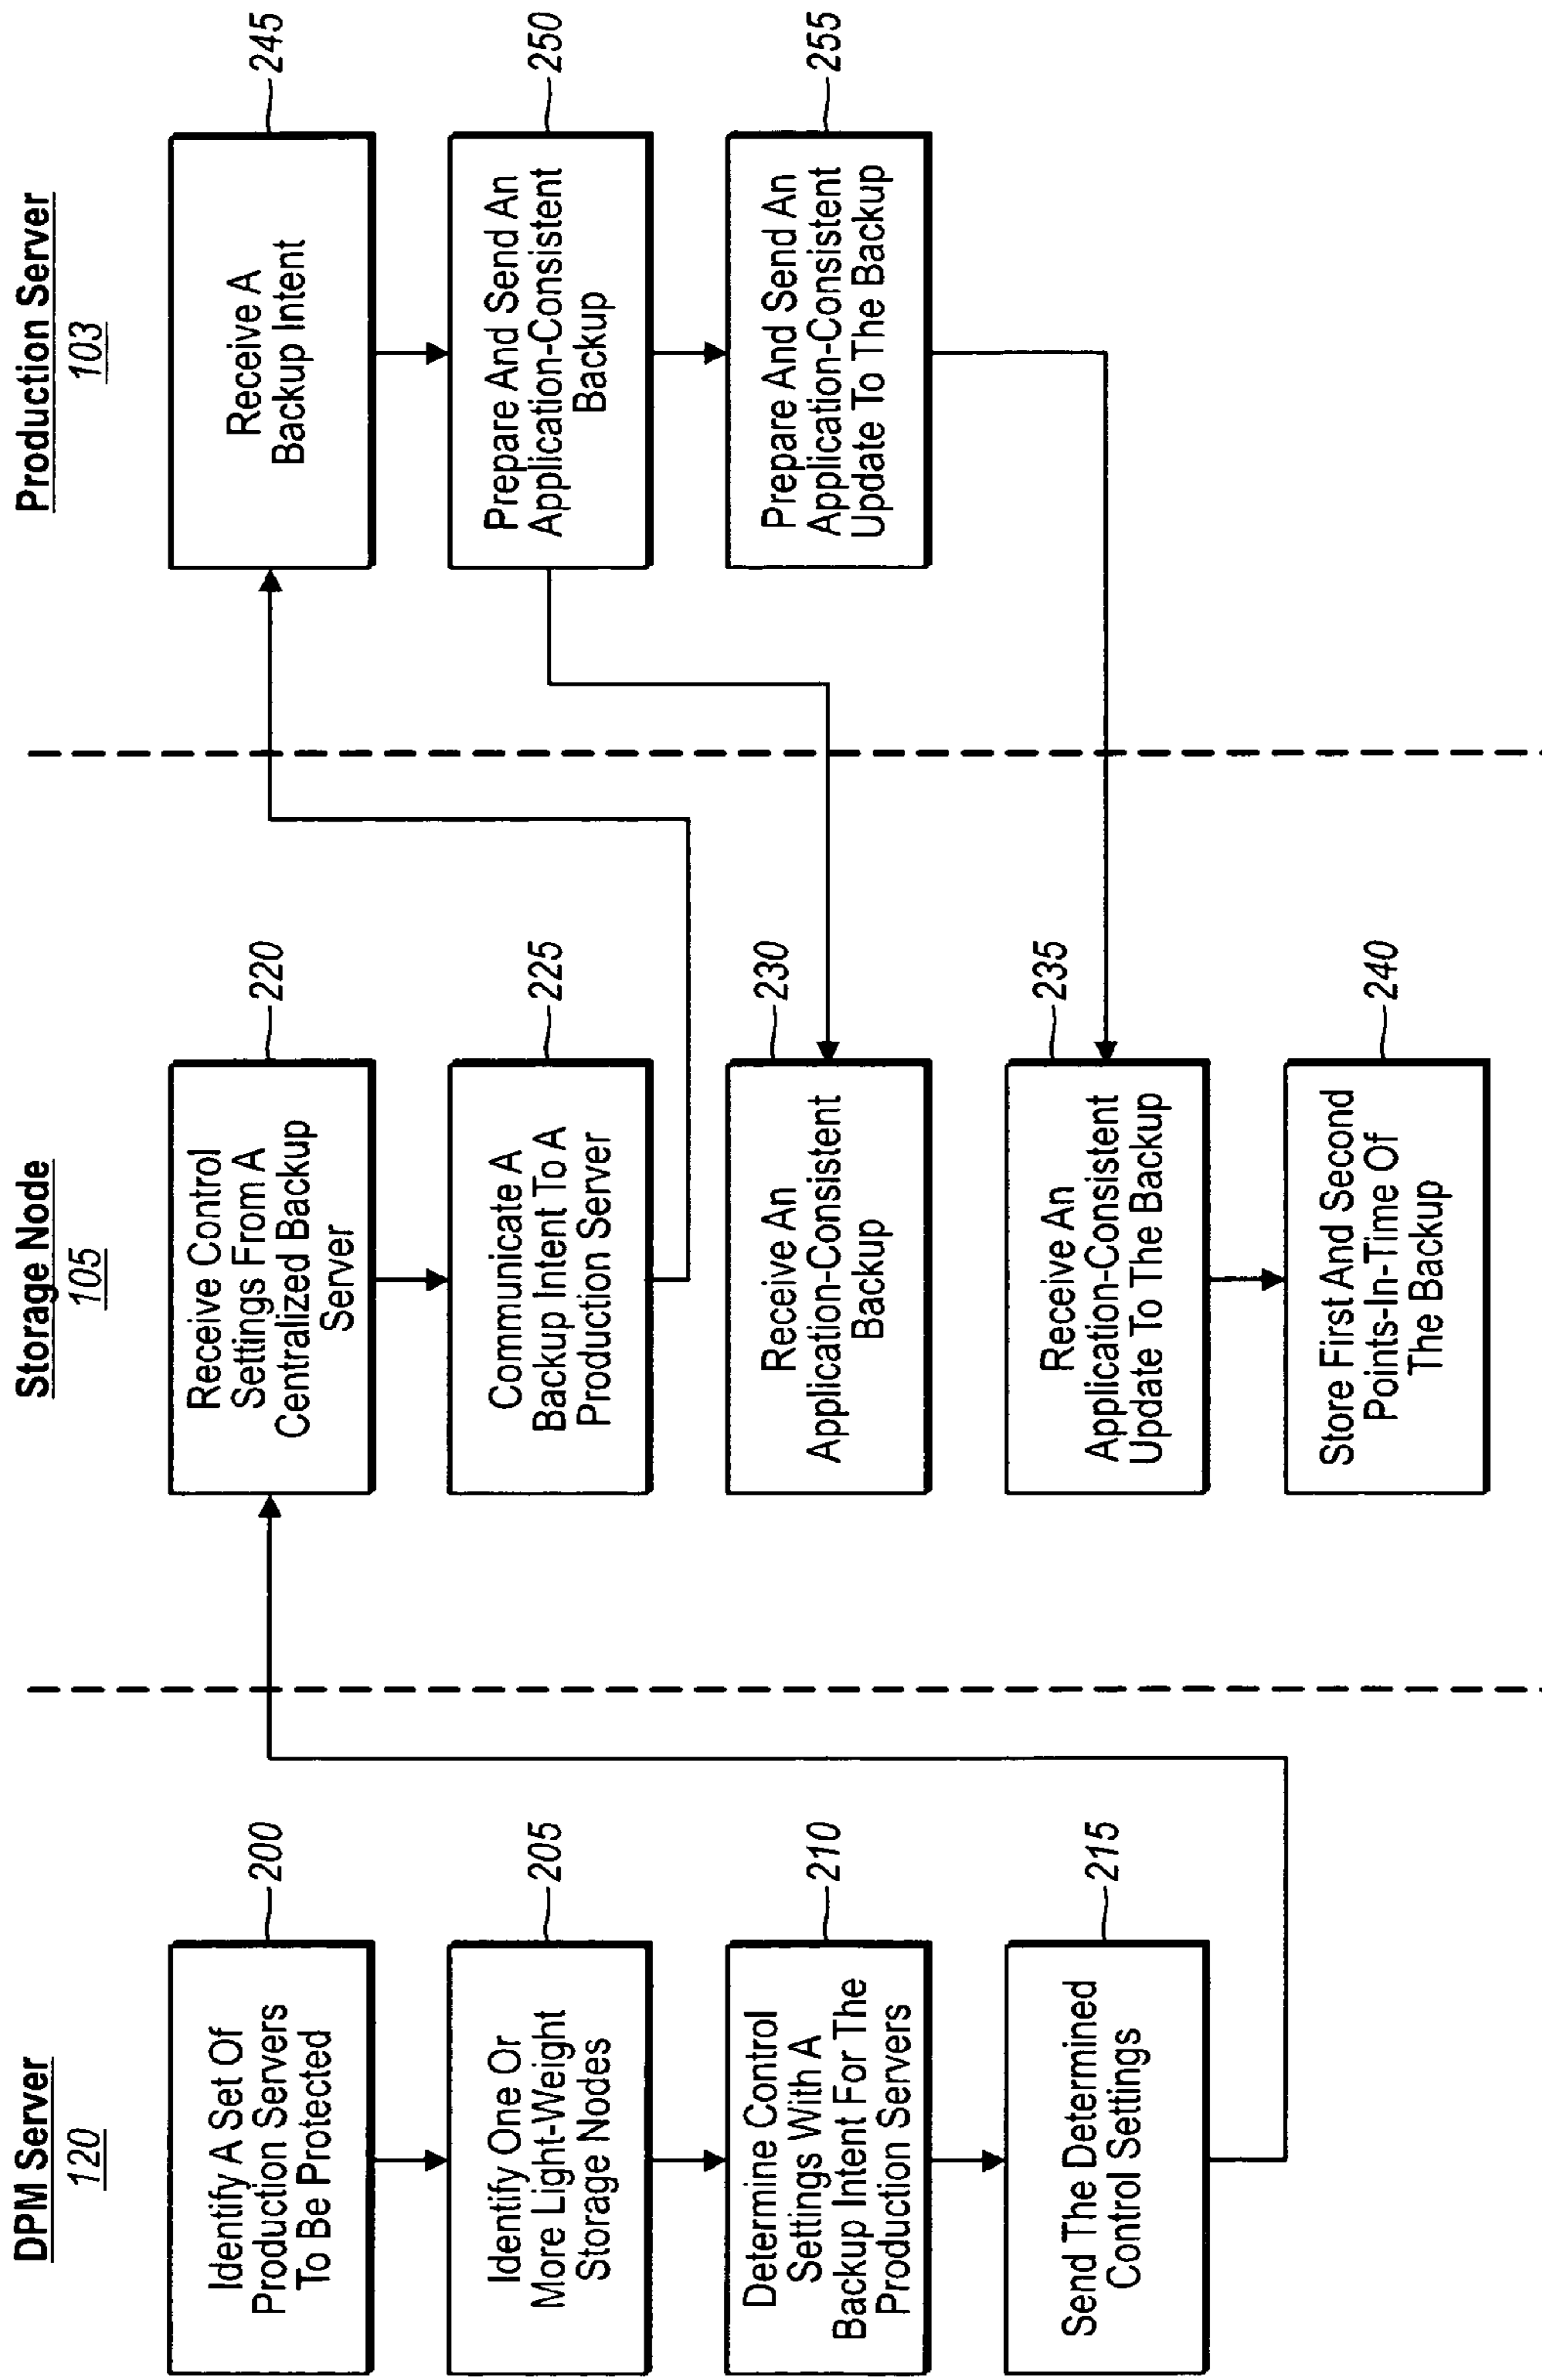 DPM Server
120
Identify A Set Of
Production Servers
To Be Protected
200
Identify One Or
More Light-Weight
Storage Nodes
205
Determine Control
Settings With A
Backup Intent For The
Production Servers
210
Send The Determined
Control Settings
215
Storage Node
105
Receive Control
Settings From A
Centralized Backup
Server
220
Communicate A
Backup Intent To A
Production Server
225
Receive An
Application-Consistent
Backup
230
Receive An
Application-Consistent
Update To The Backup
235
Store First And Second
Points-In-Time Of
The Backup
240
Production Server
103
Receive A
Backup Intent
245
Prepare And Send An
Application-Consistent
Backup
250
Prepare And Send An
Application-Consistent
Update To The Backup
255